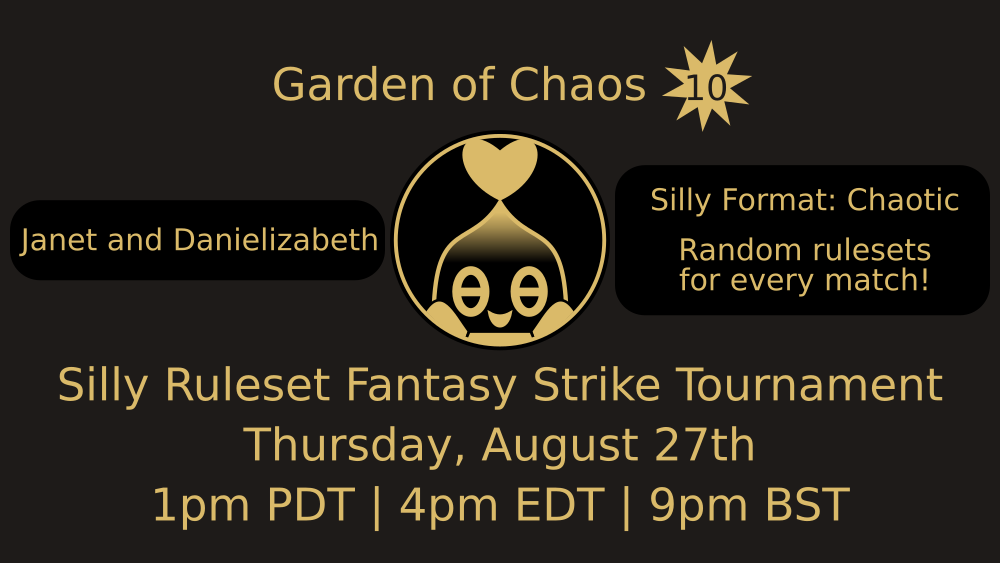 Garden of Chaos 10
Janet and Danielizabeth
Silly Format: Chaotic
Random rulesets
for every match!
Silly Ruleset Fantasy Strike Tournament
Thursday, August 27th
1pm PDT | 4pm EDT | 9pm BST